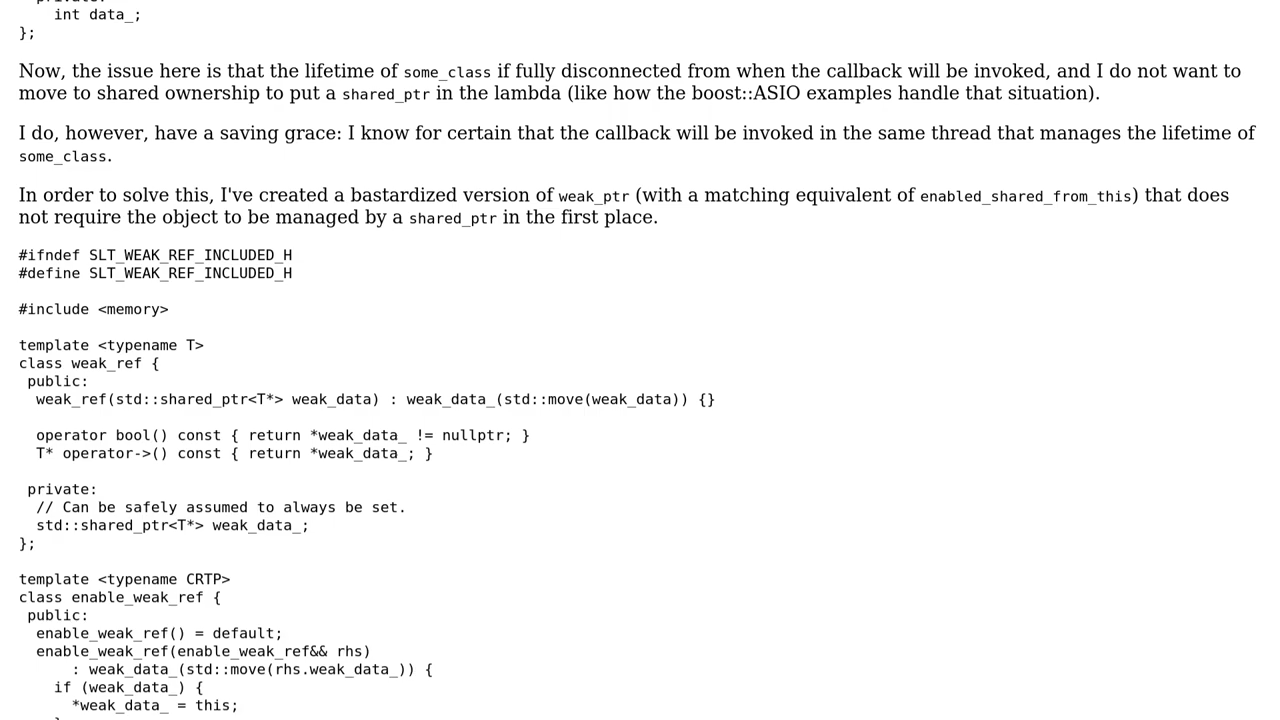 int data_;
};
Now, the issue here is that the lifetime of some_class if fully disconnected from when the callback will be invoked, and I do not want to
move to shared ownership to put a shared_ptr in the lambda (like how the boost::ASIO examples handle that situation).
I do, however, have a saving grace: I know for certain that the callback will be invoked in the same thread that manages the lifetime of
some_class.
In order to solve this, I've created a bastardized version of weak_ptr (with a matching equivalent of enabled_shared_from_this) that does
not require the object to be managed by a shared_ptr in the first place.
#ifndef SLT_WEAK_REF_INCLUDED_H
#define SLT_WEAK_REF_INCLUDED_H
#include <memory>
template <typename T>
class weak_ref {
public:
weak_ref(std::shared_ptr<T*> weak_data) : weak_data_(std::move(weak_data)) {}
operator bool() const { return *weak_data_ != nullptr; }
T* operator->() const { return *weak_data_; }
private:
// Can be safely assumed to always be set.
std::shared_ptr<T*> weak_data_;
};
template <typename CRTP>
class enable_weak_ref {
public:
enable_weak_ref() = default;
enable_weak_ref(enable_weak_ref&& rhs)
: weak_data_(std::move(rhs.weak_data_)) {
if (weak_data_) {
*weak_data_ = this;